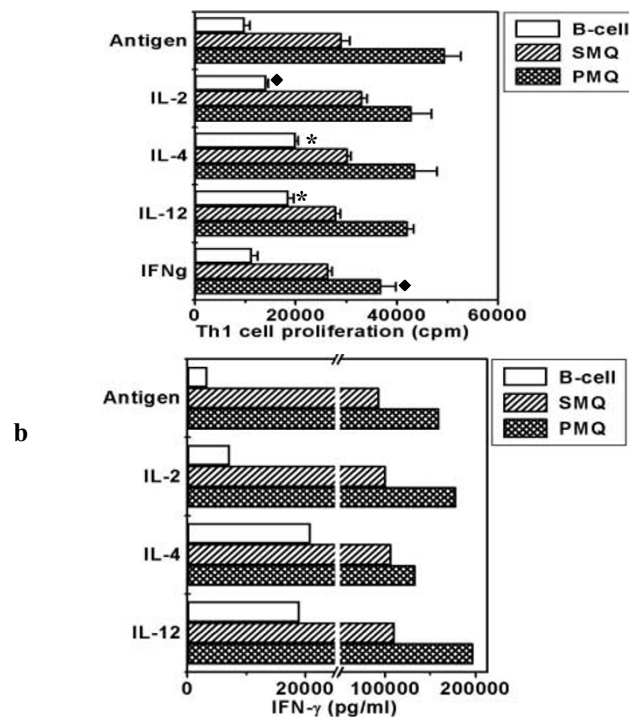 B-cell
SMQ
PMQ
Antigen
IL-2
IL-4
*
IL-12
*
IFNg
0 20000 40000 60000
Th1 cell proliferation (cpm)
b
B-cell
SMQ
PMQ
Antigen
IL-2
IL-4
IL-12
0 20000 100000 200000
IFN-γ (pg/ml)